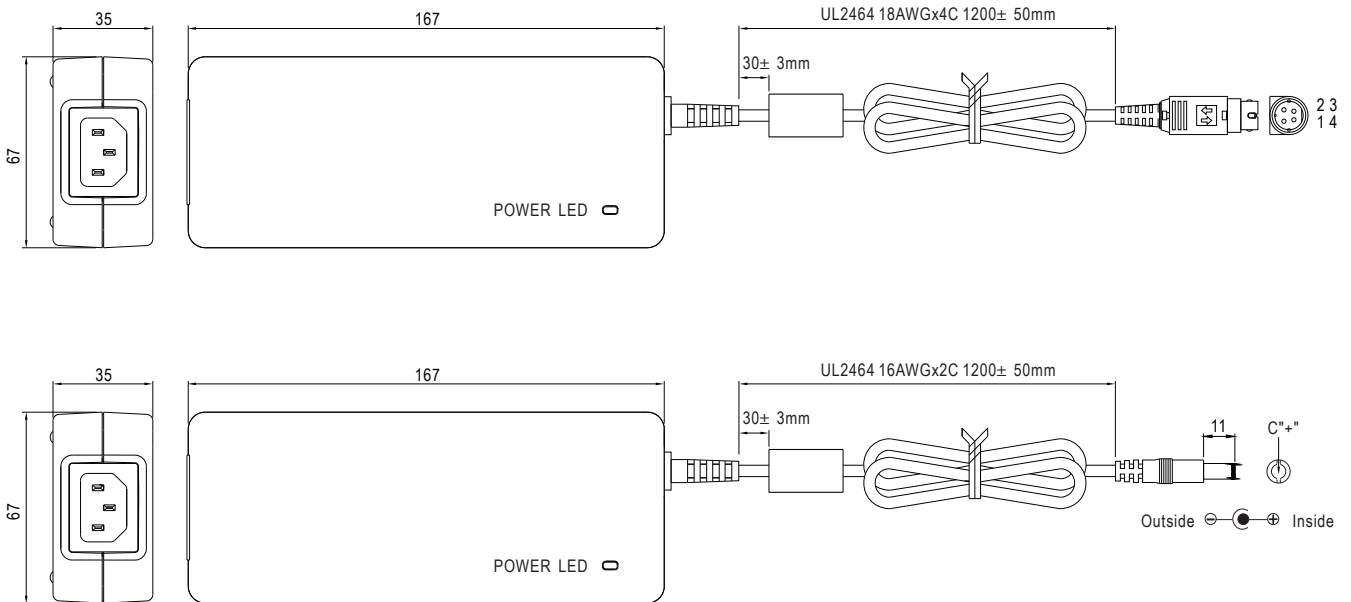 35
167
UL2464 18AWGx4C 1200± 50mm
30± 3mm
67
2 3
1 4
POWER LED
35
167
UL2464 16AWGx2C 1200± 50mm
30± 3mm
11
C"+"
67
Outside
Inside
POWER LED